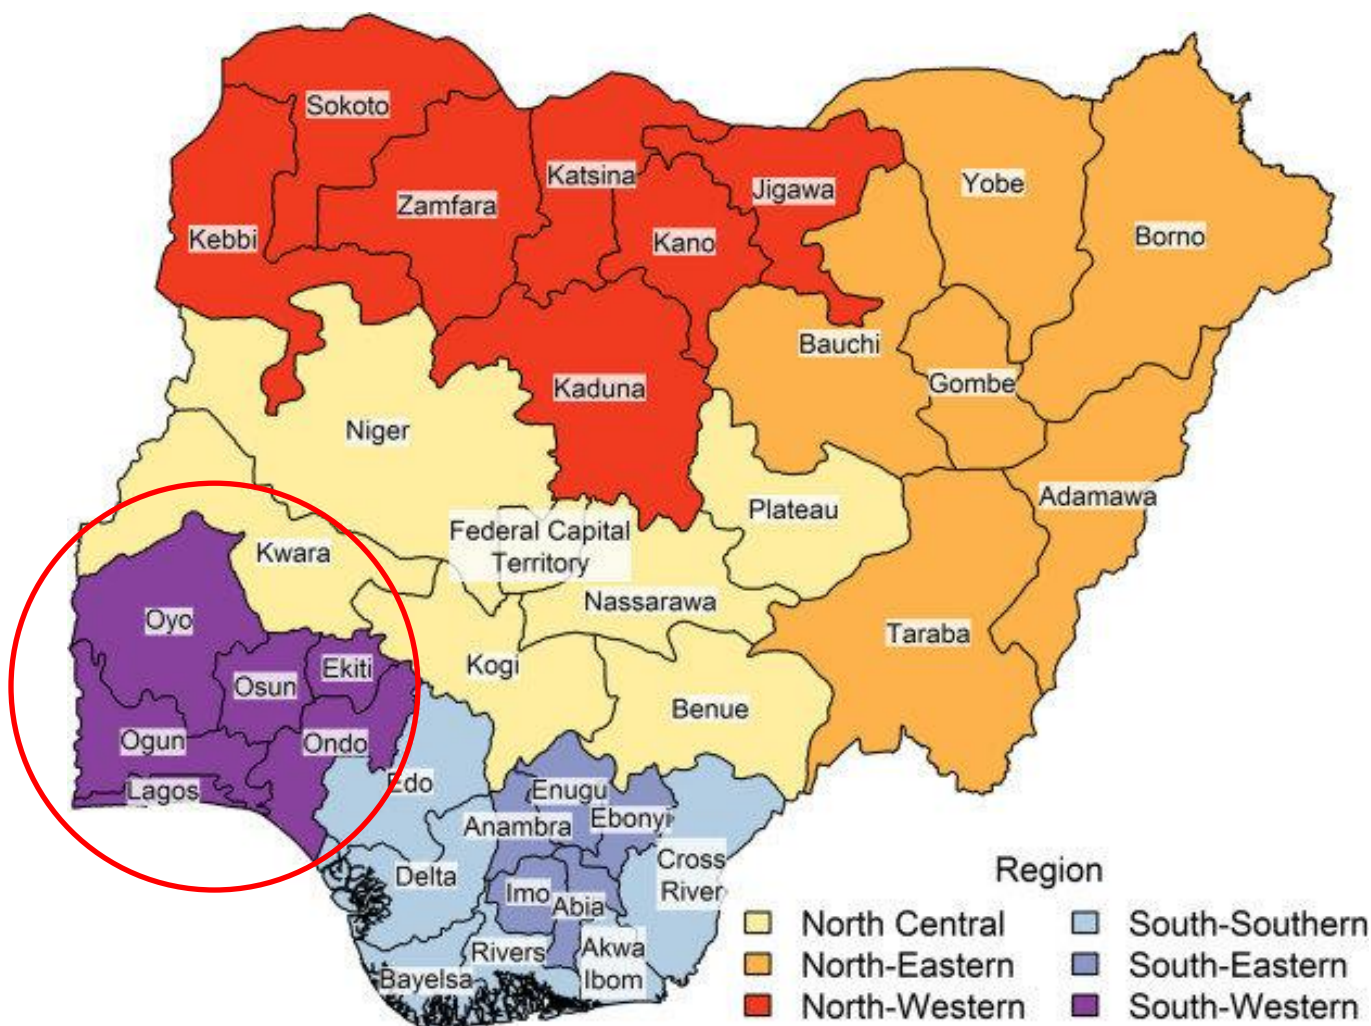 Sokoto
Katsina
Jigawa
Yobe
Zamfara
Kebbi
Kano
Borno
Bauchi
Gombe
Kaduna
Niger
Adamawa
Plateau
Federal Capital
Territory
Kwara
Nassarawa
Oyo
Taraba
Kogi
Ekiti
Osun
Benue
Ogun
Ondo
Lagos
Edo
Enugu
Ebonyi
Anambra
Cross
River
Delta
Imo
Abia
Rivers
Akwa
Ibom
Bayelsa
Region
North Central
North-Eastern
North-Western
South-Southern
South-Eastern
South-Western